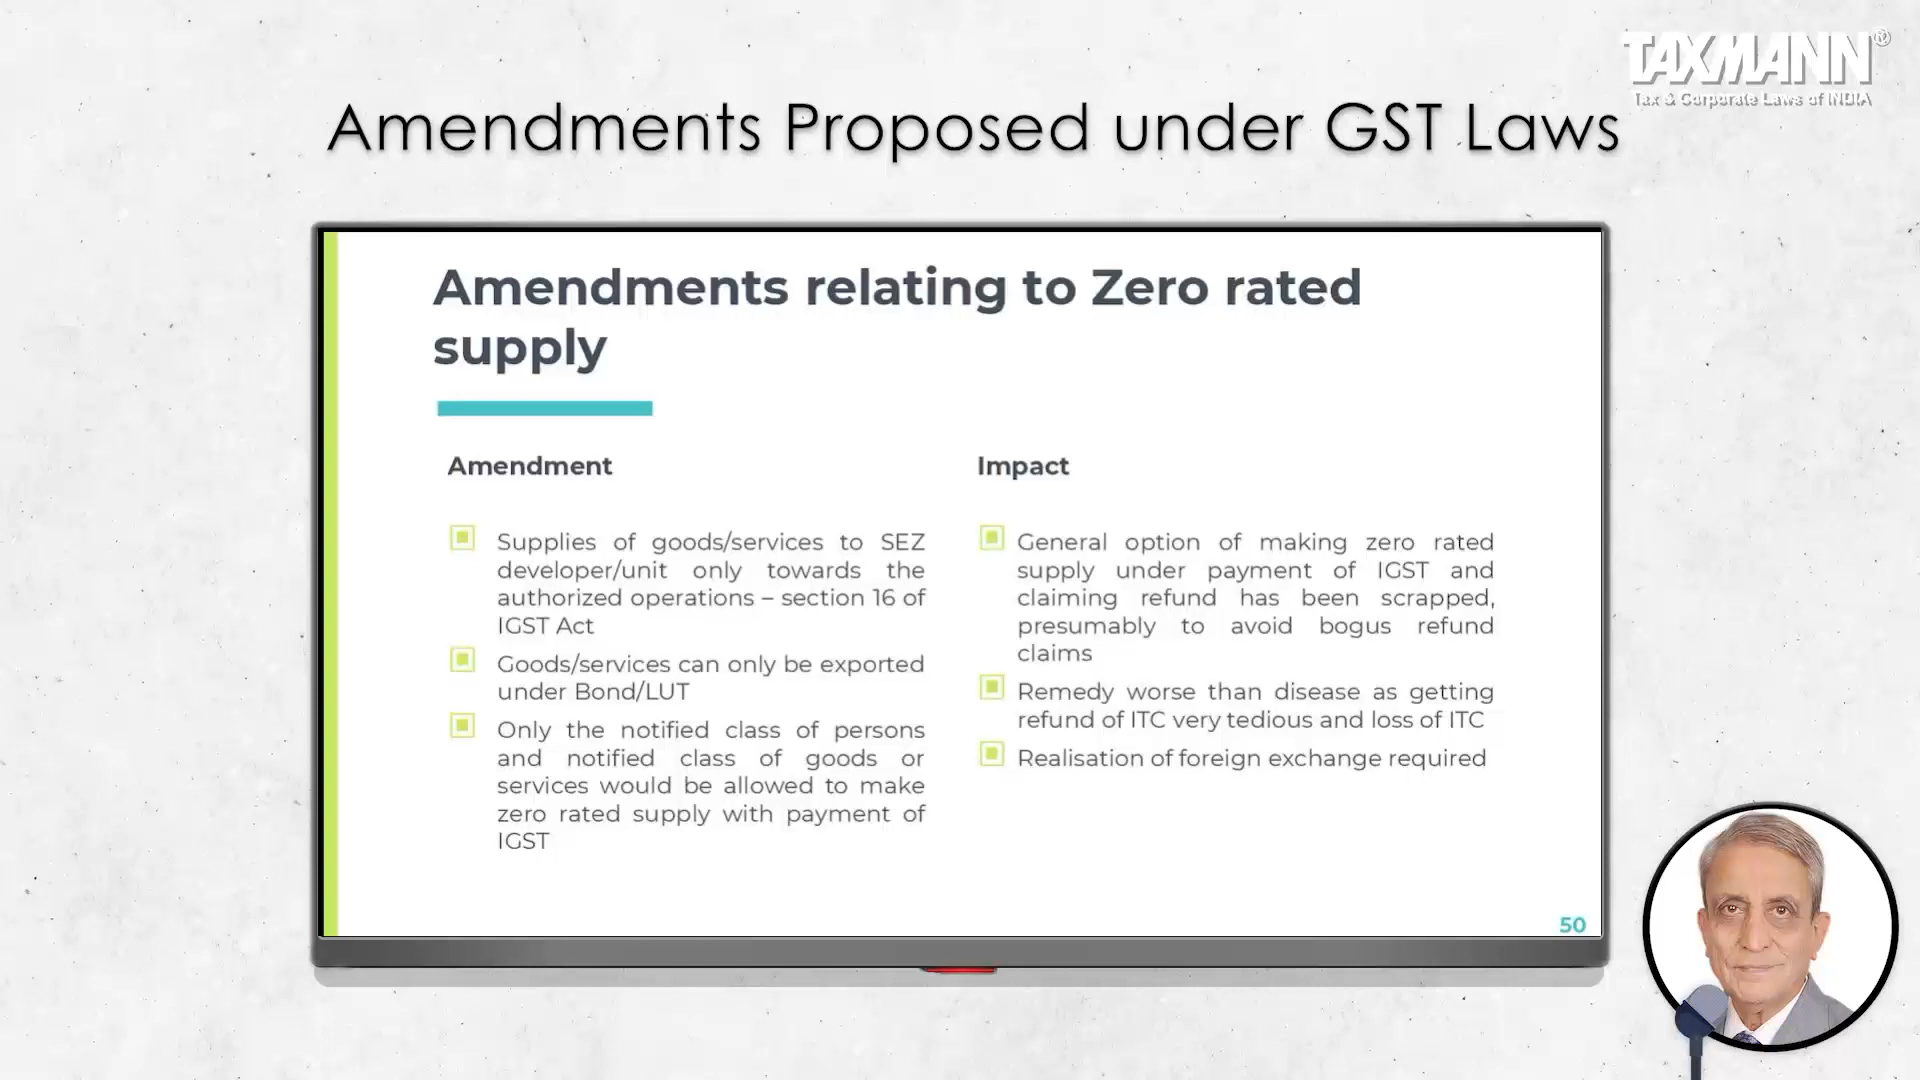 TAXMANN®
Tax & Corporate Laws of INDIA
Amendments Proposed under GST Laws
Amendments relating to Zero rated
supply
Amendment
Supplies of goods/services to SEZ
developer/unit only towards the
authorized operations – section 16 of
IGST Act
Goods/services can only be exported
under Bond/LUT
Only the notified class of persons
and notified class of goods or
services would be allowed to make
zero rated supply with payment of
IGST
Impact
General option of making zero rated
supply under payment of IGST and
claiming refund has been scrapped,
presumably to avoid bogus refund
claims
Remedy worse than disease as getting
refund of ITC very tedious and loss of ITC
Realisation of foreign exchange required
50